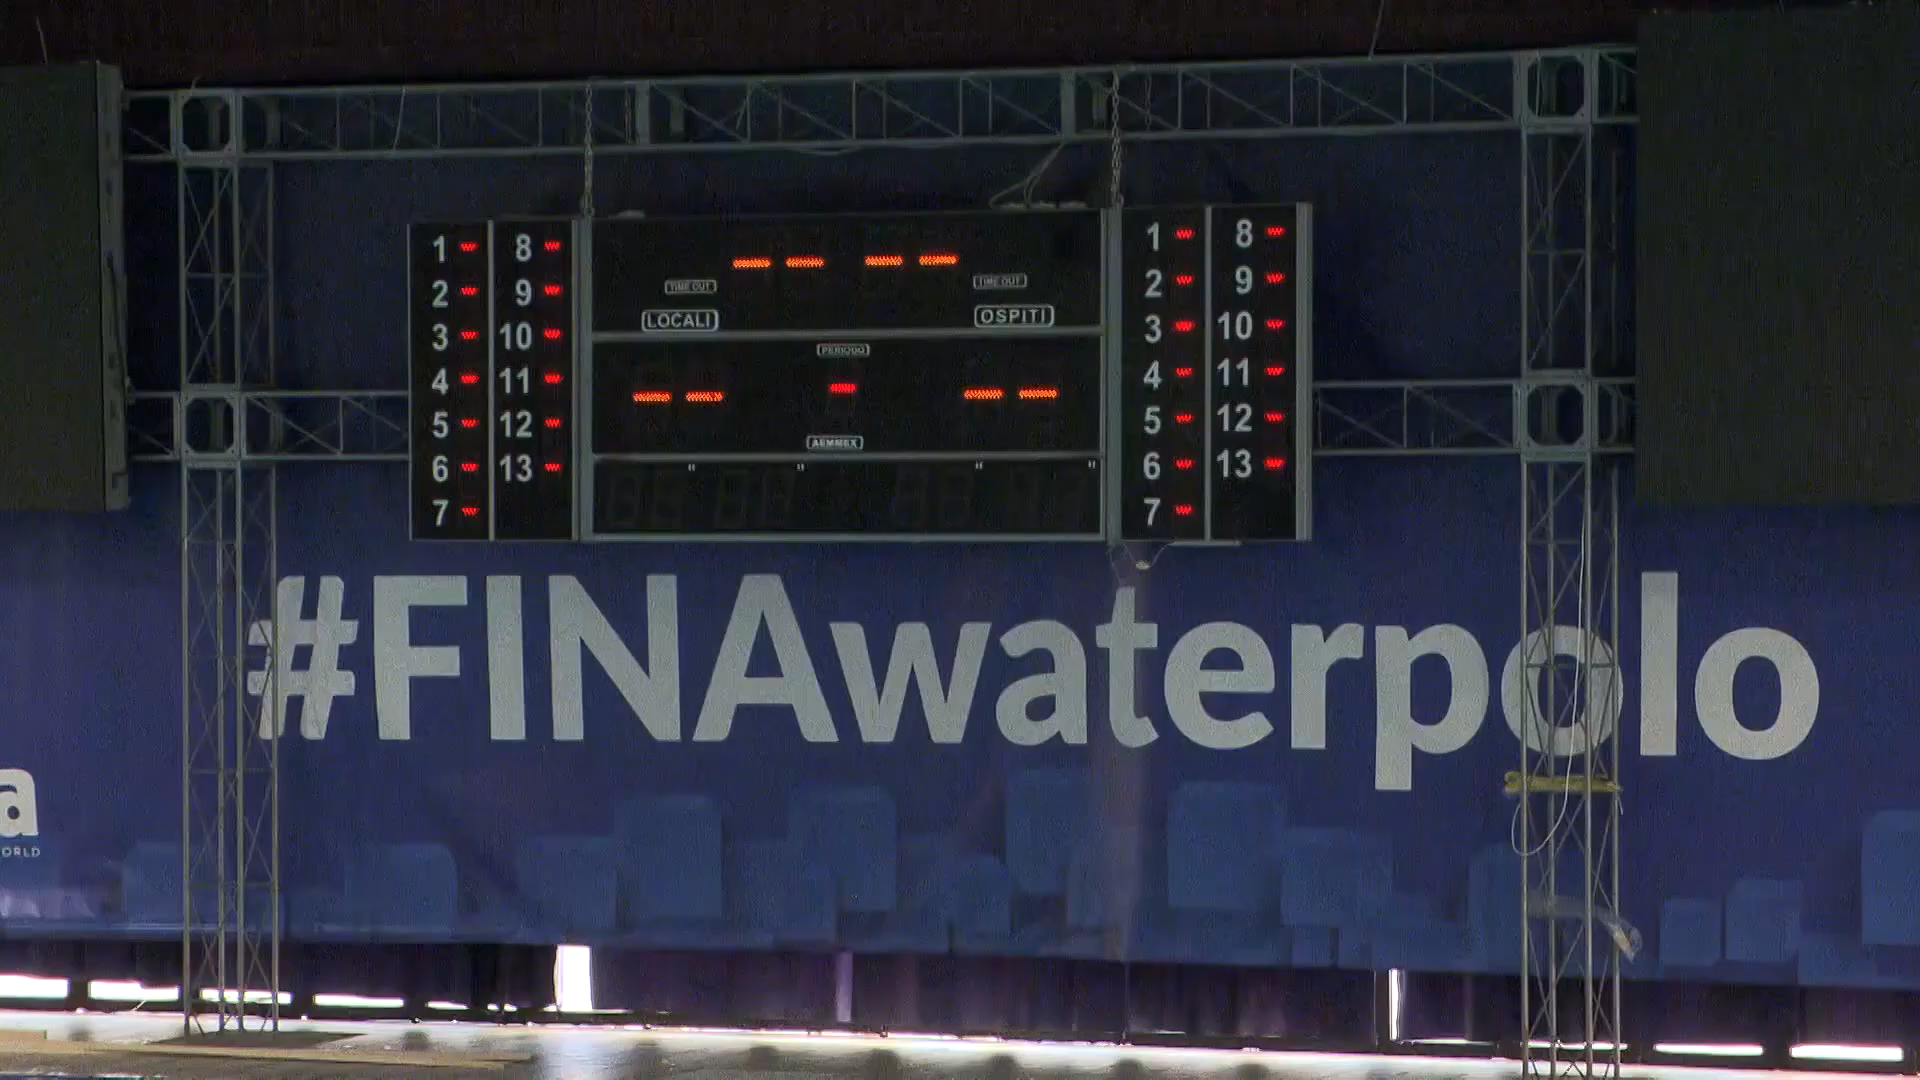 1 8
2 9
3 10
4 11
5 12
6 13
7
TIME OUT
TIME OUT
LOCALI
OSPITI
PERIODO
AEMMEX
1 8
2 9
3 10
4 11
5 12
6 13
7
#FINAwaterpolo
a
ORLD